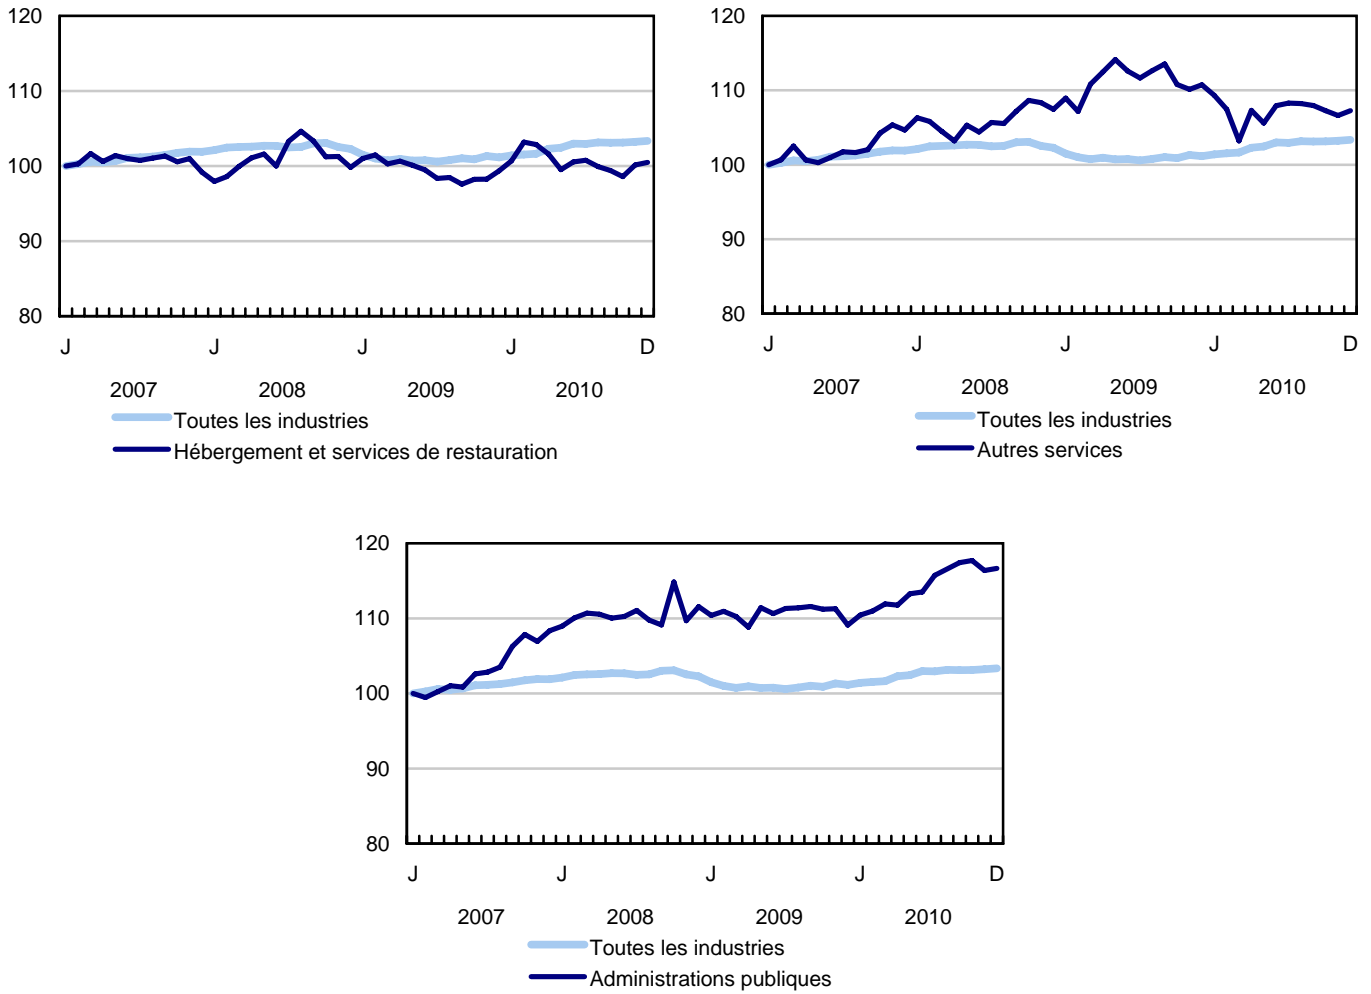 120
110
100
90
80
J J J J D
2007 2008 2009 2010
Toutes les industries
Hébergement et services de restauration
120
110
100
90
80
J J J J D
2007 2008 2009 2010
Toutes les industries
Autres services
120
110
100
90
80
J J J J D
2007 2008 2009 2010
Toutes les industries
Administrations publiques